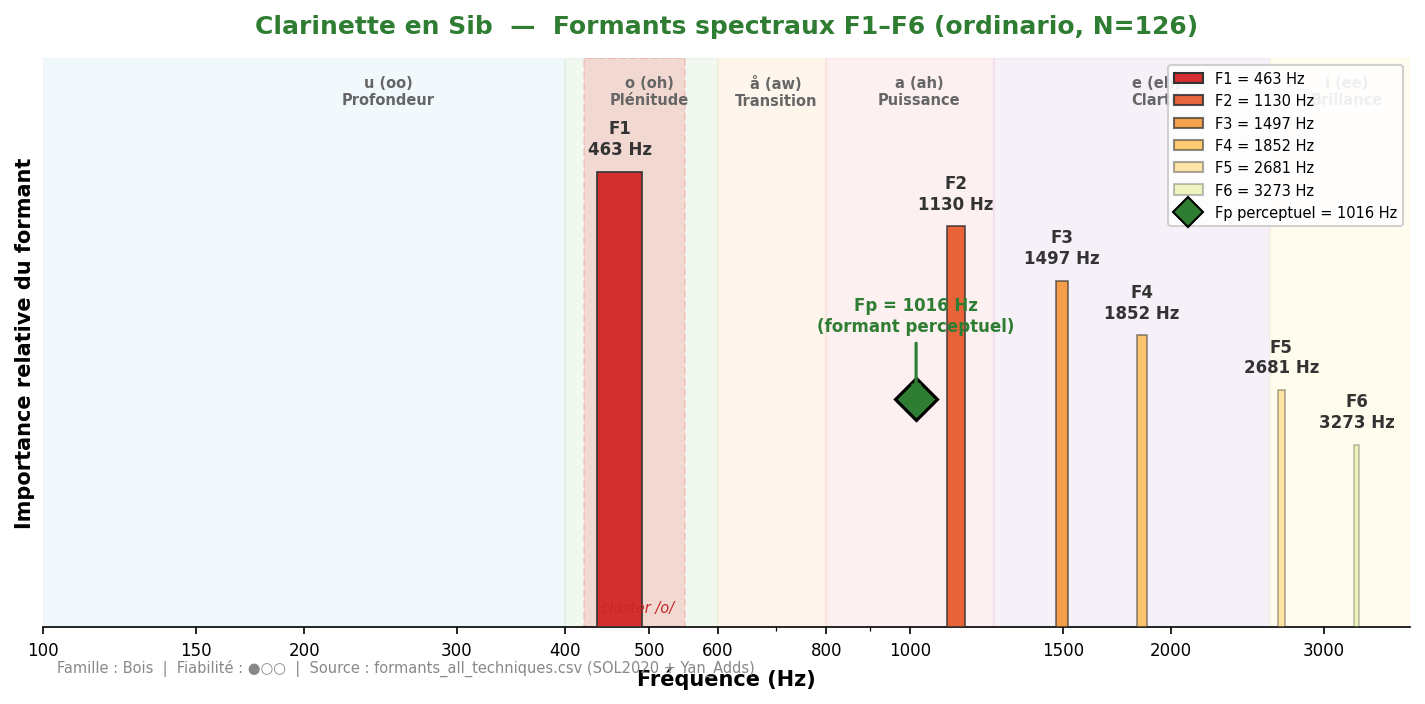 Clarinette en Sib — Formants spectraux F1–F6 (ordinario, N=126)
u (oo)
Profondeur
o (oh)
Plénitude
å (aw)
Transition
a (ah)
Puissance
e (eh)
Clarté
i (ee)
Brillance
F1 = 463 Hz
F2 = 1130 Hz
F3 = 1497 Hz
F4 = 1852 Hz
F5 = 2681 Hz
F6 = 3273 Hz
Fp perceptuel = 1016 Hz
F1
463 Hz
F2
1130 Hz
F3
1497 Hz
F4
1852 Hz
F5
2681 Hz
F6
3273 Hz
Fp = 1016 Hz
(formant perceptuel)
cluster /o/
Importance relative du formant
100 150 200 300 400 500 600 800 1000 1500 2000 3000
Famille : Bois | Fiabilité : ●○○ | Source : formants_all_techniques.csv (SOL2020 + Yan_Adds)
Fréquence (Hz)